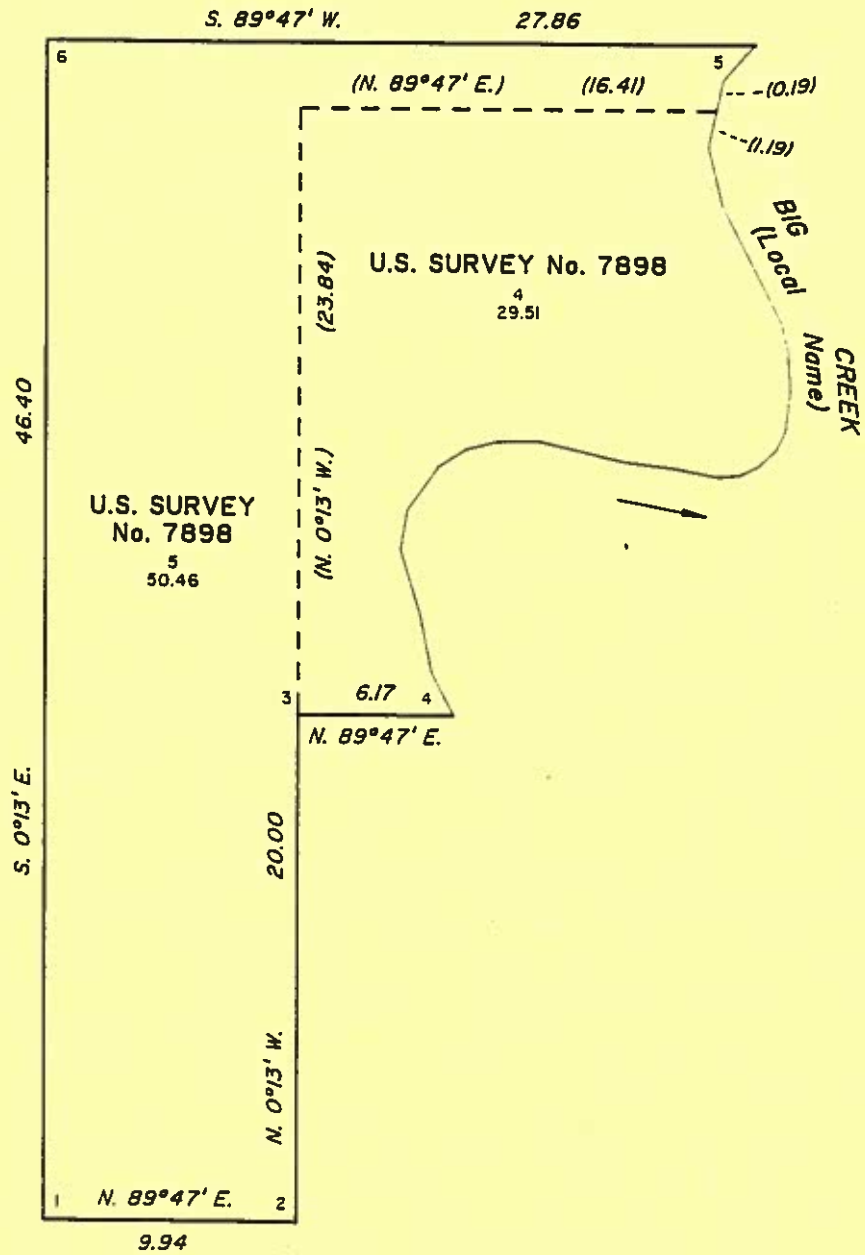 S. 89°47' W. 27.86
6
5
(N. 89°47' E.) (16.41)
(0.19)
(1.19)
BIG
(Local
CREEK
Name)
U.S. SURVEY No. 7898
4
29.51
(23.84)
(N. 0°13' W.)
46.40
S. 0°13' E.
U.S. SURVEY
No. 7898
5
50.46
3
6.17
4
N. 89°47' E.
20.00
N. 0°13' W.
1
N. 89°47' E.
2
9.94